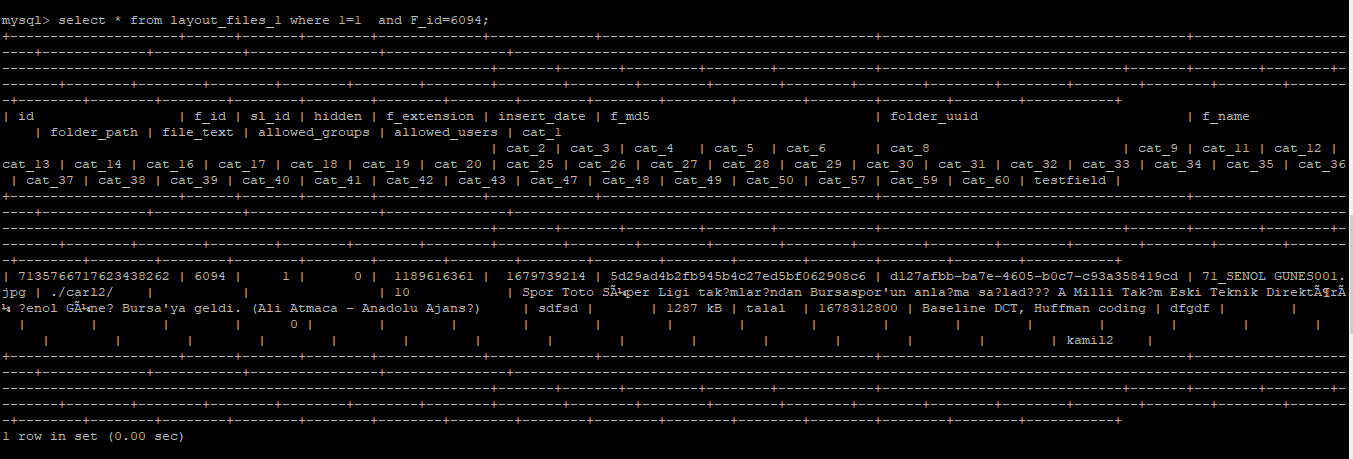 mysql> select * from layout_files_1 where 1=1  and F_id=6094;
| id | f_id | sl_id | hidden | f_extension | insert_date | f_md5 | folder_uuid | f_name
| folder_path | file_text | allowed_groups | allowed_users | cat_1
| cat_2 | cat_3 | cat_4 | cat_5 | cat_6 | cat_8 | cat_9 | cat_11 | cat_12 |
cat_13 | cat_14 | cat_16 | cat_17 | cat_18 | cat_19 | cat_20 | cat_25 | cat_26 | cat_27 | cat_28 | cat_29 | cat_30 | cat_31 | cat_32 | cat_33 | cat_34 | cat_35 | cat_36
| cat_37 | cat_38 | cat_39 | cat_40 | cat_41 | cat_42 | cat_43 | cat_47 | cat_48 | cat_49 | cat_50 | cat_57 | cat_59 | cat_60 | testfield |
| 7135766717623438262 | 6094 | 1 | 0 | 1189616361 | 1679739214 | 5d29ad4b2fb945b4c27ed5bf062908c6 | d127afbb-ba7e-4605-b0c7-c93a358419cd | 71_SENOL GUNES001.
jpg | ./carl2/ | | | 10 | Spor Toto SÃ¼per Ligi tak?mlar?ndan Bursaspor'un anla?ma sa?lad??? A Milli Tak?m Eski Teknik DirektÃ¶rÃ
¼ ?enol GÃ¼ne? Bursa'ya geldi. (Ali Atmaca - Anadolu Ajans?) | sdfsd | | 1287 kB | talal | 1678312800 | Baseline DCT, Huffman coding | dfgdf | |
| | | | 0 | | | | | | | | | | | | | | |
| | | | | | | | | | | | | | | kamil2 |
1 row in set (0.00 sec)